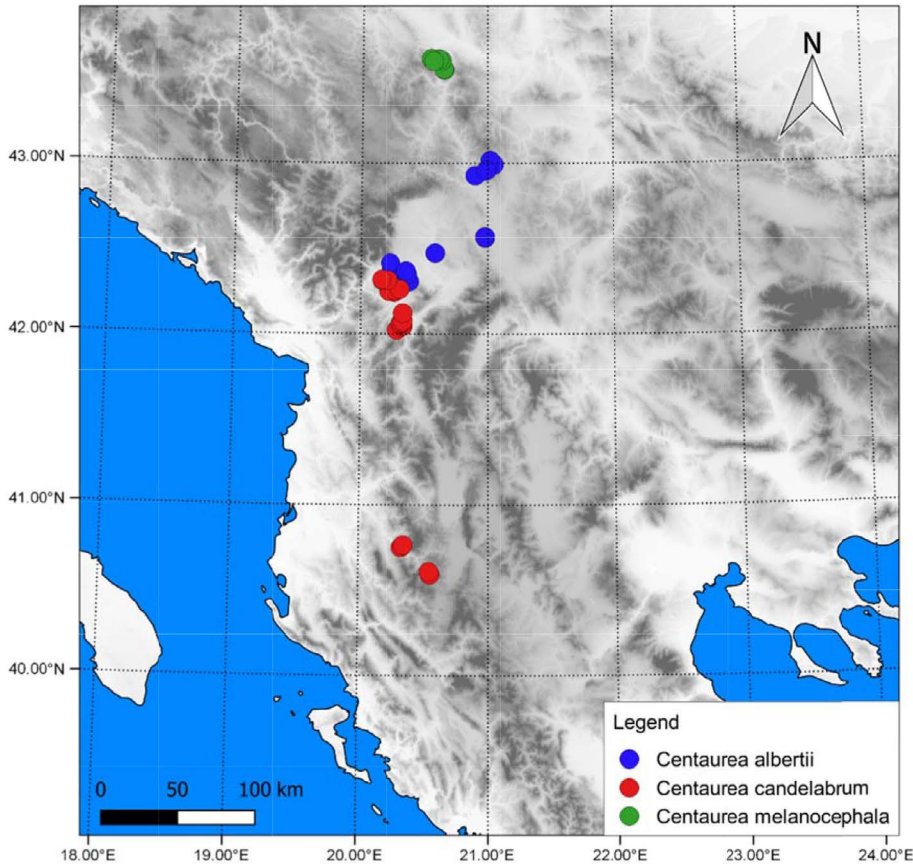 N
43.00°N
42.00°N
41.00°N
40.00°N
Legend
Centaurea albertii
Centaurea candelabrum
Centaurea melanocephala
0 50 100 km
18.00°E 19.00°E 20.00°E 21.00°E 22.00°E 23.00°E 24.00°E